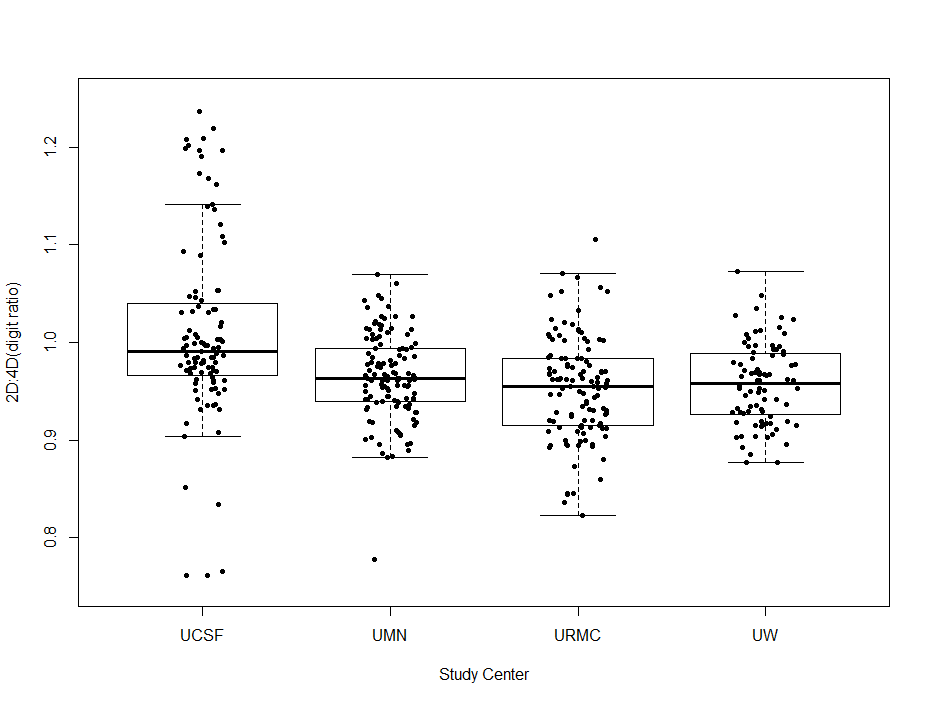 2D:4D(digit ratio)
1.2
1.1
1.0
0.9
0.8
UCSF UMN URMC UW
Study Center